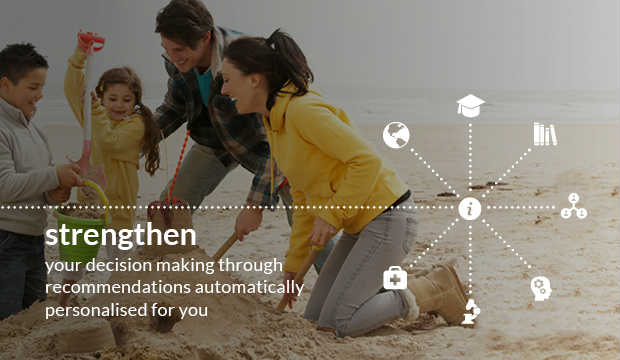 i
strengthen
your decision making through
recommendations automatically
personalised for you